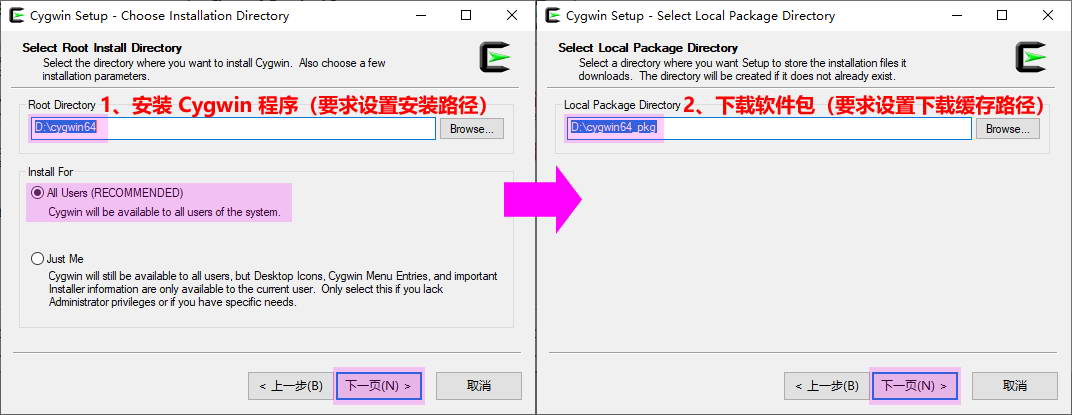 Cygwin Setup - Choose Installation Directory
Select Root Install Directory
Select the directory where you want to install Cygwin. Also choose a few
installation parameters.
Root Directory
1、安装 Cygwin 程序（要求设置安装路径）
D:\cygwin64
Browse...
Install For
All Users (RECOMMENDED)
Cygwin will be available to all users of the system.
Just Me
Cygwin will still be available to all users, but Desktop Icons, Cygwin Menu Entries, and important
Installer information are only available to the current user. Only select this if you lack
Administrator privileges or if you have specific needs.
< 上一步(B)
下一页(N) >
取消
Cygwin Setup - Select Local Package Directory
Select Local Package Directory
Select a directory where you want Setup to store the installation files it
downloads. The directory will be created if it does not already exist.
Local Package Directory
2、下载软件包（要求设置下载缓存路径）
D:\cygwin64_pkg
Browse...
< 上一步(B)
下一页(N) >
取消